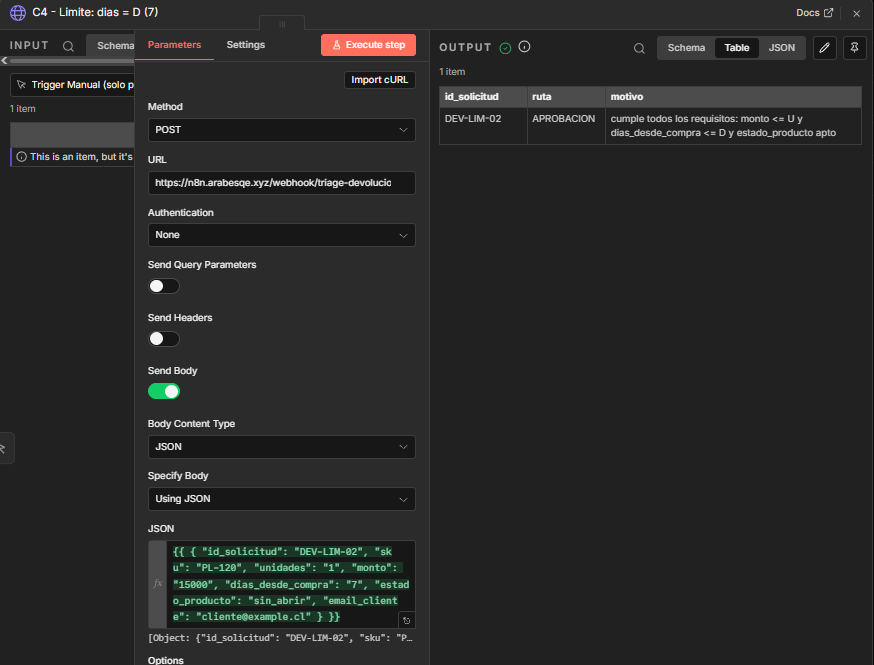 C4 - Limite: dias = D (7)
Docs
INPUT
Schema
Trigger Manual (solo p
1 item
This is an item, but it's
Parameters
Settings
Execute step
Import cURL
Method
POST
URL
https://n8n.arabesqe.xyz/webhook/triage-devolucio
Authentication
None
Send Query Parameters
Send Headers
Send Body
Body Content Type
JSON
Specify Body
Using JSON
JSON
fx
{{ { "id_solicitud": "DEV-LIM-02", "sk
u": "PL-120", "unidades": "1", "monto":
"15000", "dias_desde_compra": "7", "estad
o_producto": "sin_abrir", "email_client
e": "cliente@example.cl" } }}
[Object: {"id_solicitud": "DEV-LIM-02", "sku": "P…
Options
OUTPUT
Schema
Table
JSON
1 item
id_solicitud
ruta
motivo
DEV-LIM-02
APROBACION
cumple todos los requisitos: monto <= U y
dias_desde_compra <= D y estado_producto apto